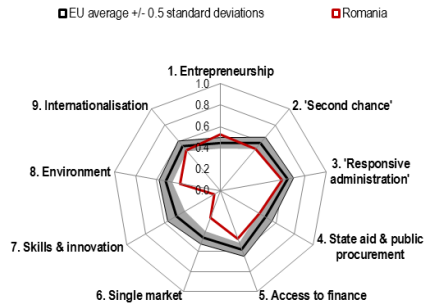 EU average +/- 0.5 standard deviations
Romania
1. Entrepreneurship
1.0
0.8
0.6
0.4
0.2
0.0
2. 'Second chance'
3. 'Responsive
administration'
4. State aid & public
procurement
5. Access to finance
6. Single market
7. Skills & innovation
8. Environment
9. Internationalisation